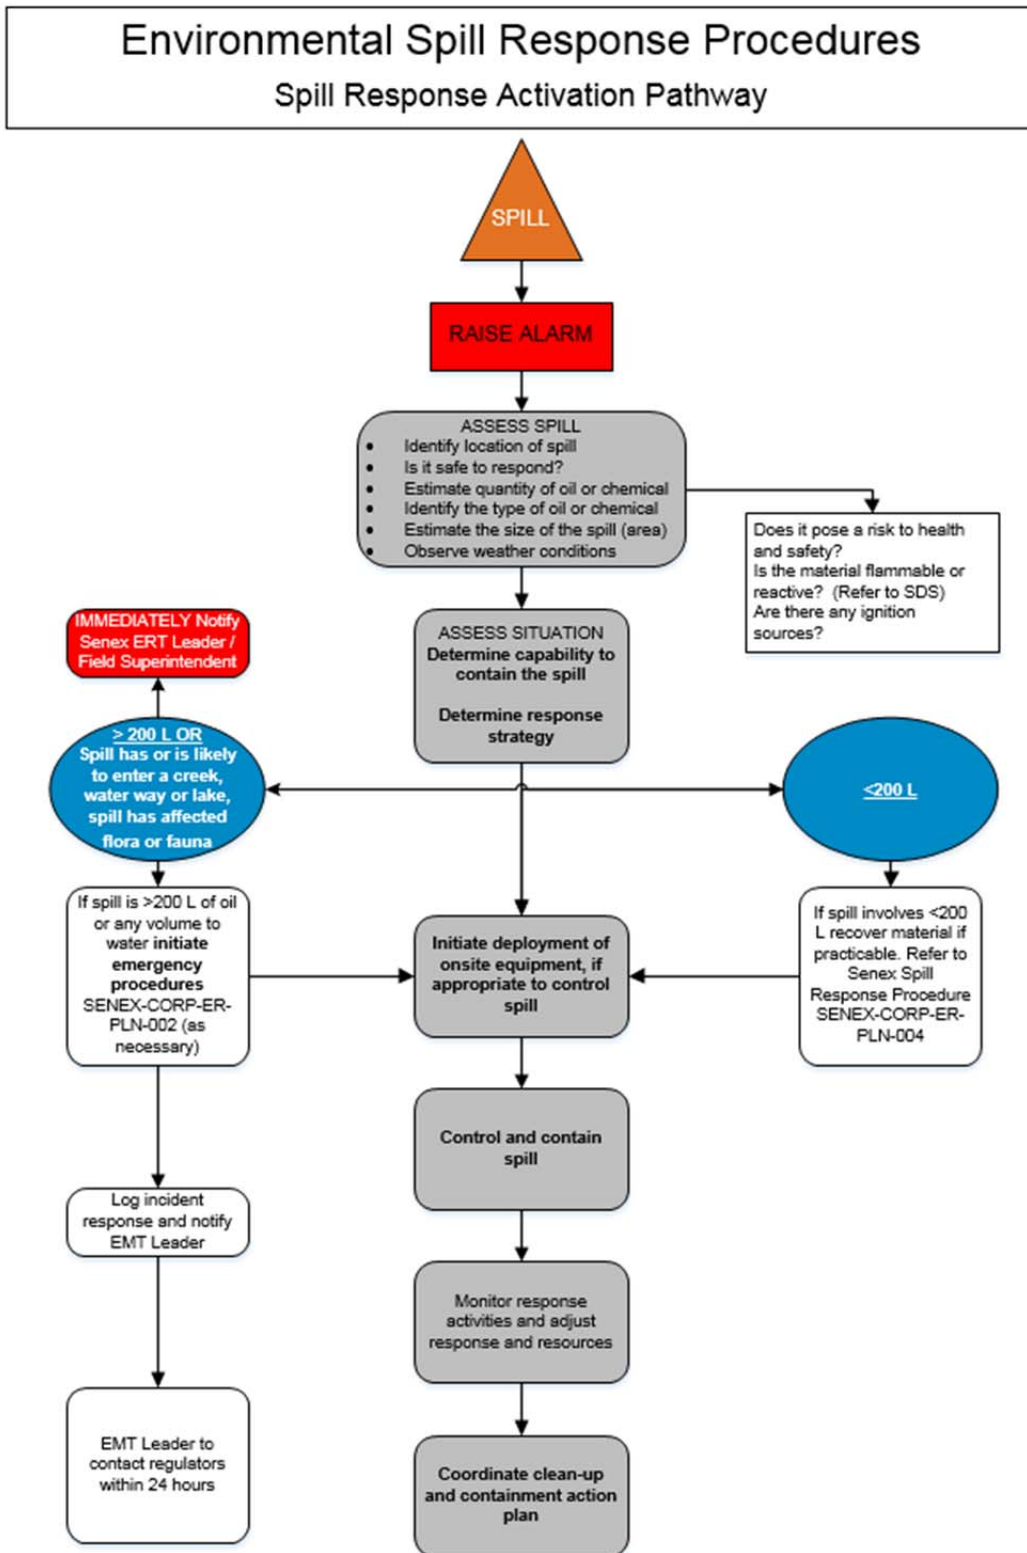 Environmental Spill Response Procedures
Spill Response Activation Pathway
SPILL
RAISE ALARM
ASSESS SPILL
• Identify location of spill
• Is it safe to respond?
• Estimate quantity of oil or chemical
• Identify the type of oil or chemical
• Estimate the size of the spill (area)
• Observe weather conditions
Does it pose a risk to health
and safety?
Is the material flammable or
reactive? (Refer to SDS)
Are there any ignition
sources?
IMMEDIATELY Notify
Senex ERT Leader /
Field Superintendent
ASSESS SITUATION
Determine capability to
contain the spill
Determine response
strategy
> 200 L OR
Spill has or is likely
to enter a creek,
water way or lake,
spill has affected
flora or fauna
<200 L
If spill is >200 L of oil
or any volume to
water initiate
emergency
procedures
SENEX-CORP-ER-
PLN-002 (as
necessary)
Initiate deployment of
onsite equipment, if
appropriate to control
spill
If spill involves <200
L recover material if
practicable. Refer to
Senex Spill
Response Procedure
SENEX-CORP-ER-
PLN-004
Control and contain
spill
Log incident
response and notify
EMT Leader
Monitor response
activities and adjust
response and resources
EMT Leader to
contact regulators
within 24 hours
Coordinate clean-up
and containment action
plan